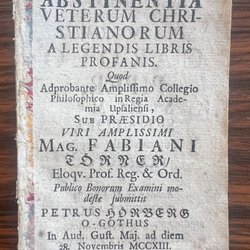 ABSTINENTIA
VETERUM CHRI-
STIANORUM
A LEGENDIS LIBRIS
PROFANIS.
Quod
Adprobante Amplissimo Collegio
Philosophico in Regia Acade-
mia Upsaliensi,
SUB PRÆSIDIO
VIRI AMPLISSIMI
MAG. FABIANI
TÖRNER/
Eloqv. Prof. Reg. & Ord.
Publico Bonorum Examini mo-
deste submittit
PETRUS HÖRBERG
O-GOTHUS
In Aud. Gust. Maj. ad diem
28. Novembris MCCXIII.